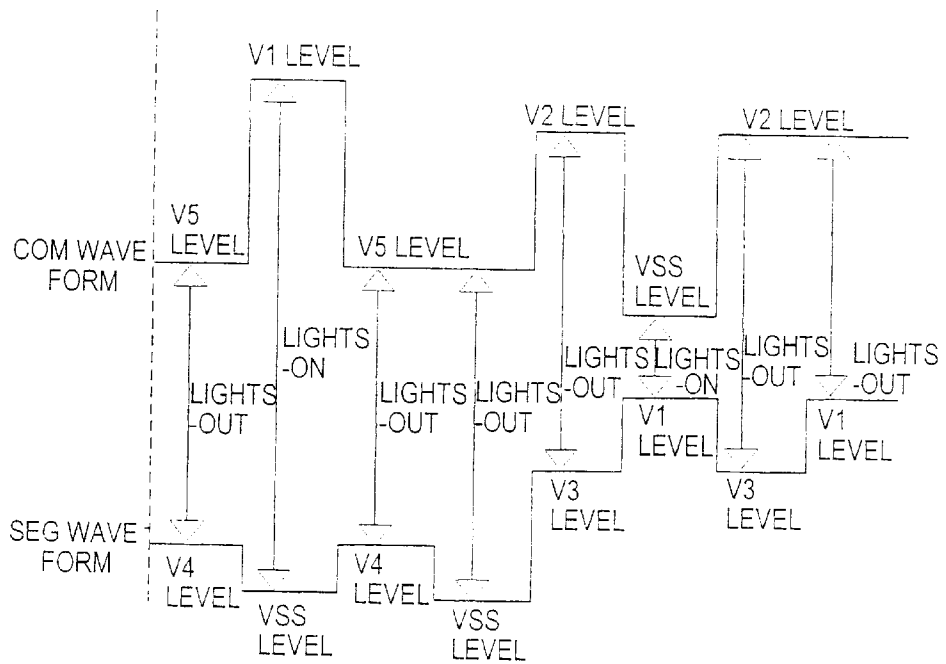 V1 LEVEL
V2 LEVEL
V2 LEVEL
V5
LEVEL
COM WAVE
FORM
V5 LEVEL
VSS
LEVEL
LIGHTS
-ON
LIGHTS
-OUT
LIGHTS
-OUT
LIGHTS
-OUT
LIGHTS
-OUT
LIGHTS
-ON
LIGHTS
-OUT
LIGHTS
-OUT
V1
LEVEL
V1
LEVEL
V3
LEVEL
V3
LEVEL
SEG WAVE
FORM
V4
LEVEL
VSS
LEVEL
V4
LEVEL
VSS
LEVEL